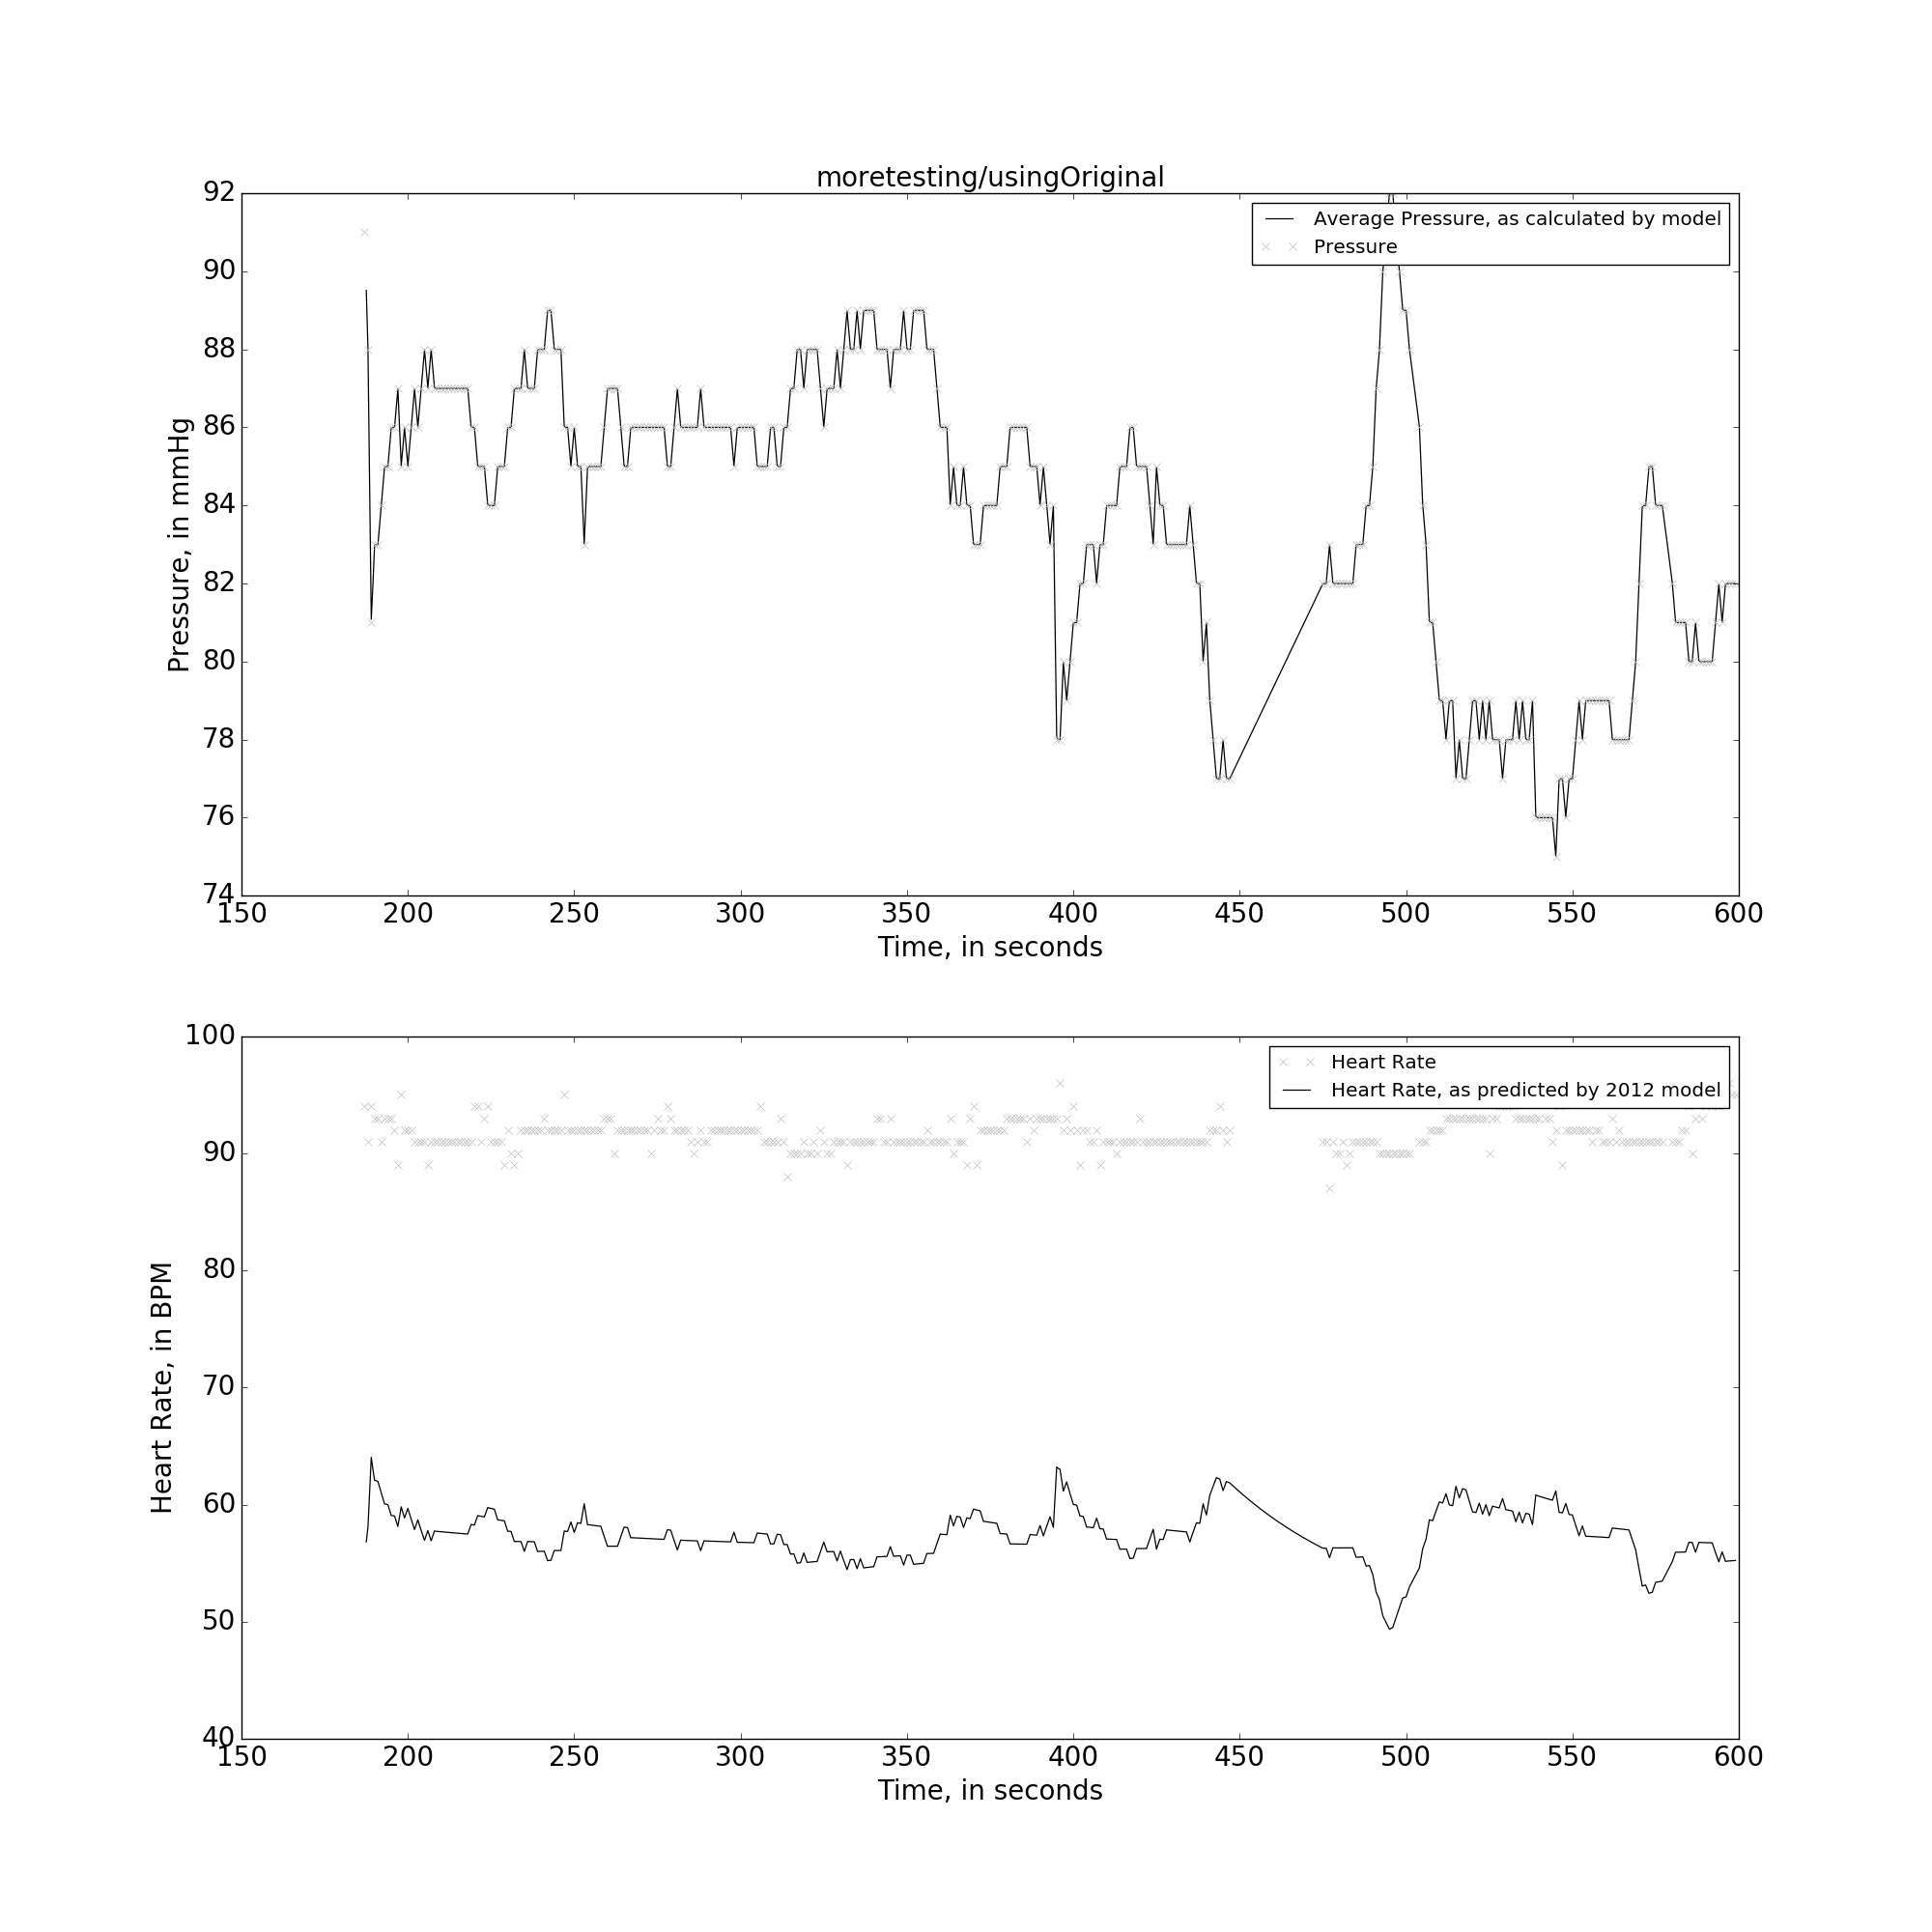 moretesting/usingOriginal
92
90
88
86
84
82
80
78
76
74
Pressure, in mmHg
Average Pressure, as calculated by model
Pressure
150 200 250 300 350 400 450 500 550 600
Time, in seconds
100
90
80
70
60
50
40
Heart Rate, in BPM
Heart Rate
Heart Rate, as predicted by 2012 model
150 200 250 300 350 400 450 500 550 600
Time, in seconds